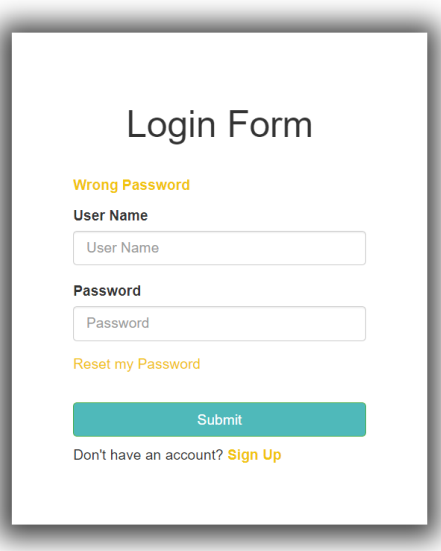 Login Form
Wrong Password
User Name
User Name
Password
Password
Reset my Password
Submit
Don't have an account? Sign Up